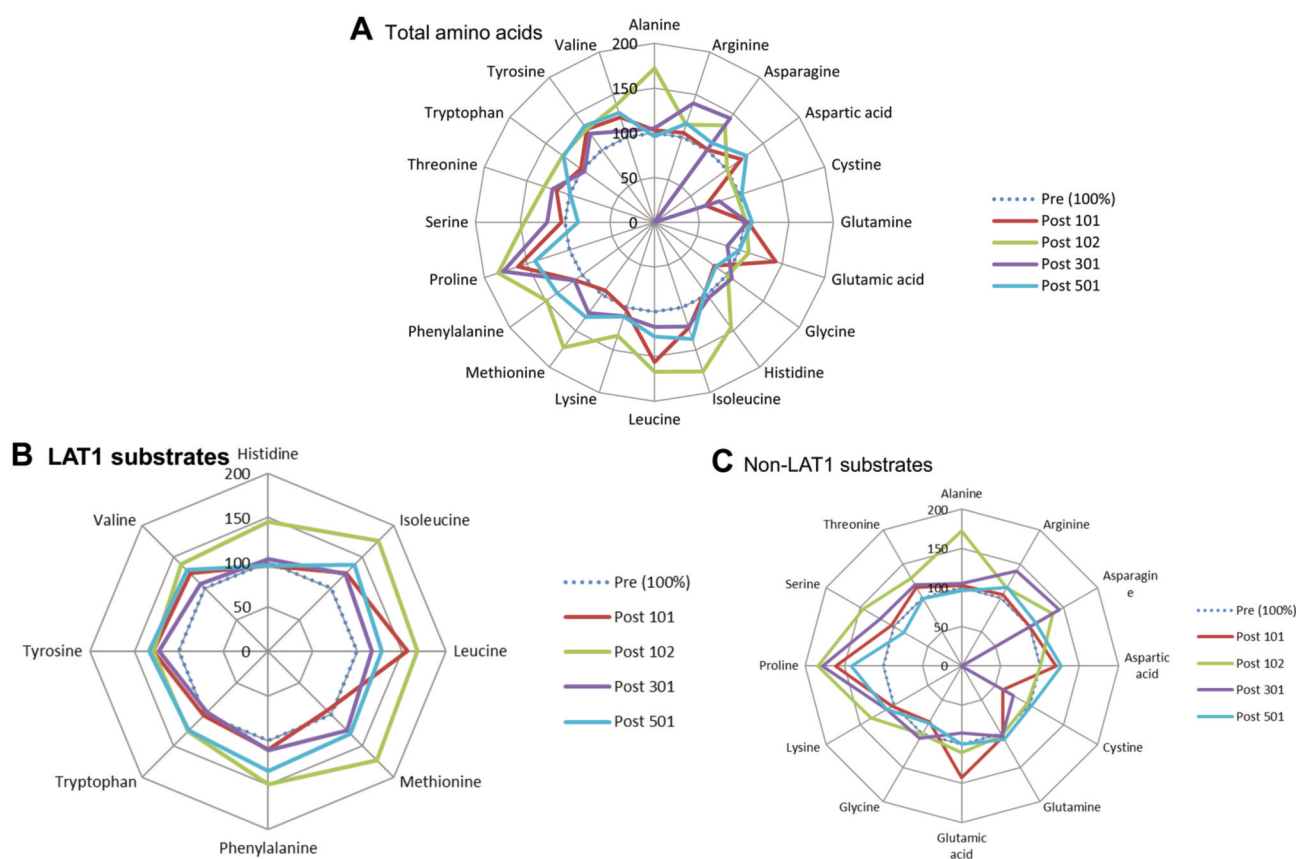 A Total amino acids
Alanine
Arginine
Asparagine
Aspartic acid
Cystine
Glutamine
Glutamic acid
Glycine
Histidine
Isoleucine
Leucine
Lysine
Methionine
Phenylalanine
Proline
Serine
Threonine
Tryptophan
Tyrosine
Valine
200
150
100
50
0
Pre (100%)
Post 101
Post 102
Post 301
Post 501
B LAT1 substrates
Histidine
Isoleucine
Leucine
Methionine
Phenylalanine
Tryptophan
Tyrosine
Valine
200
150
100
50
0
Pre (100%)
Post 101
Post 102
Post 301
Post 501
C Non-LAT1 substrates
Alanine
Arginine
Asparagin
e
Aspartic
acid
Cystine
Glutamine
Glutamic
acid
Glycine
Lysine
Proline
Serine
Threonine
200
150
100
50
0
Pre (100%)
Post 101
Post 102
Post 301
Post 501